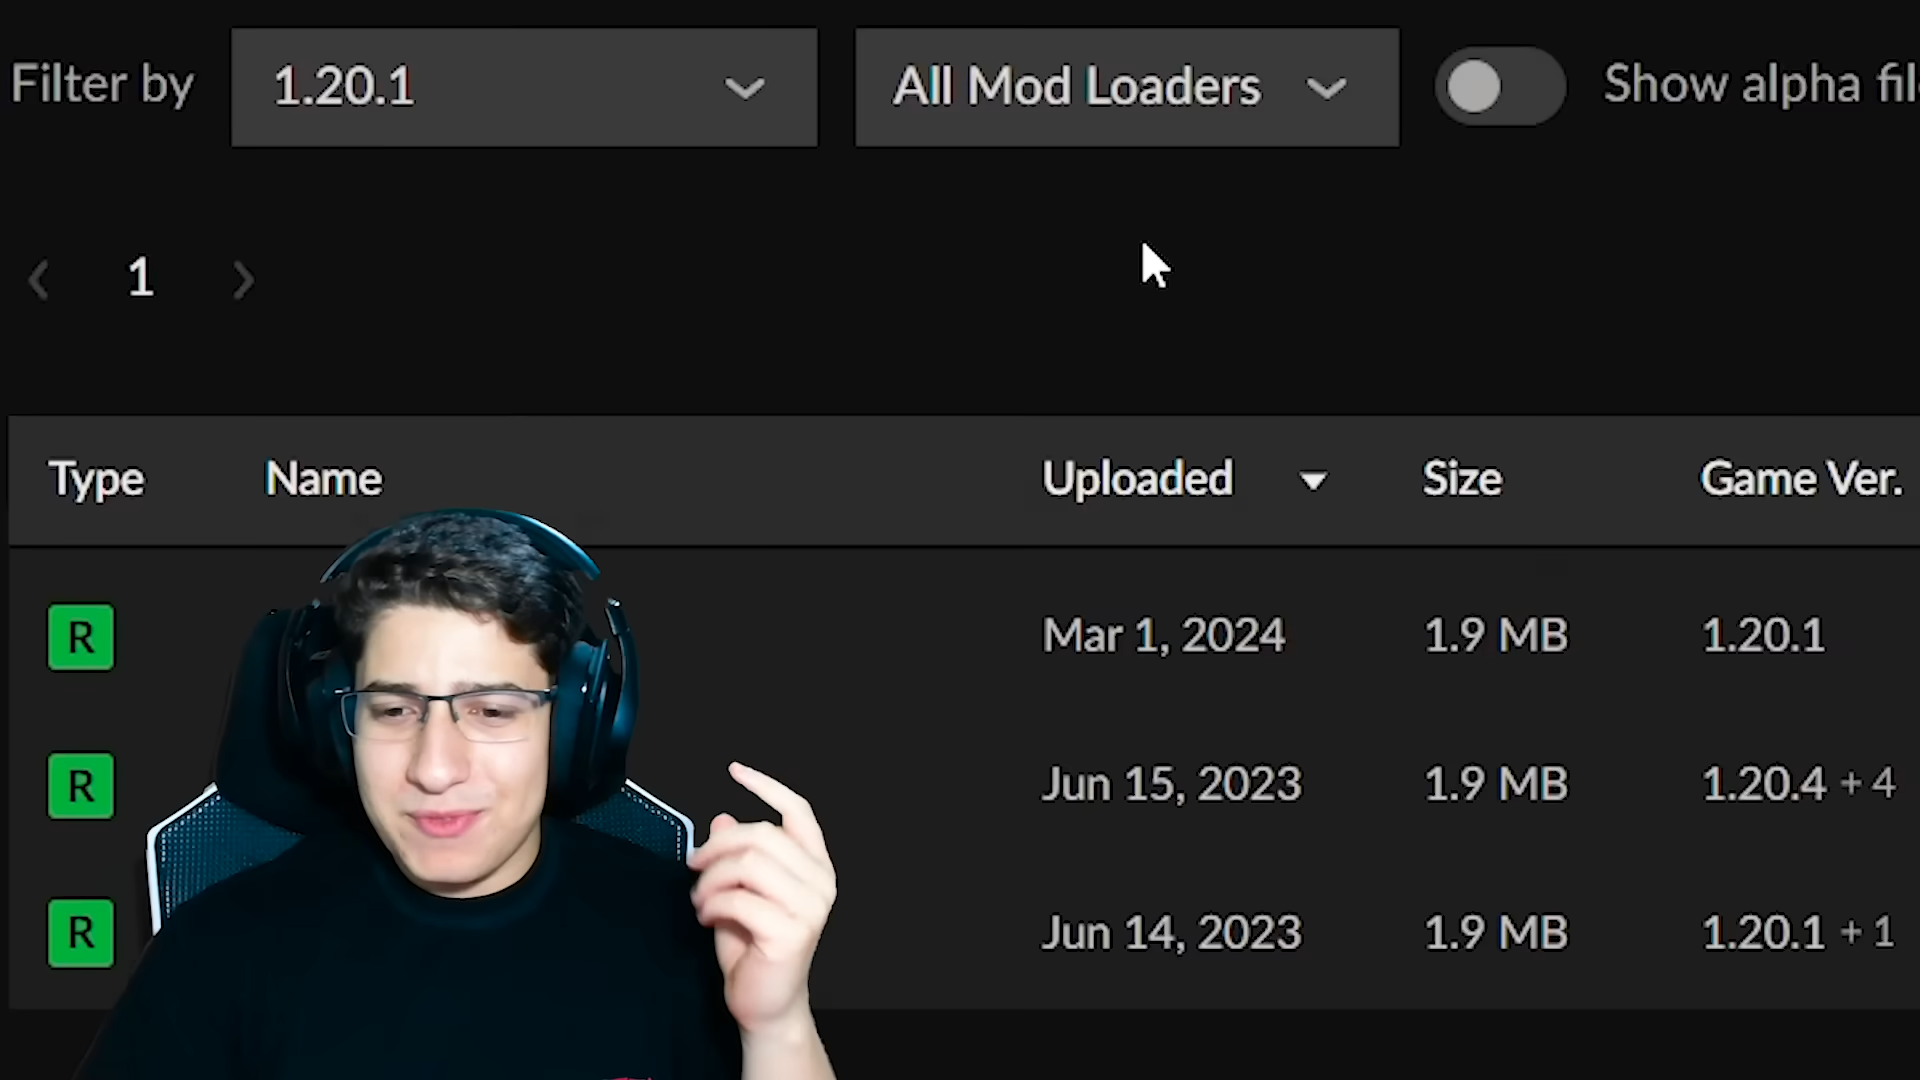 Filter by 1.20.1 All Mod Loaders Show alpha fil
1
Type Name Uploaded Size Game Ver.
R Mar 1, 2024 1.9 MB 1.20.1
R Jun 15, 2023 1.9 MB 1.20.4 + 4
R Jun 14, 2023 1.9 MB 1.20.1 + 1